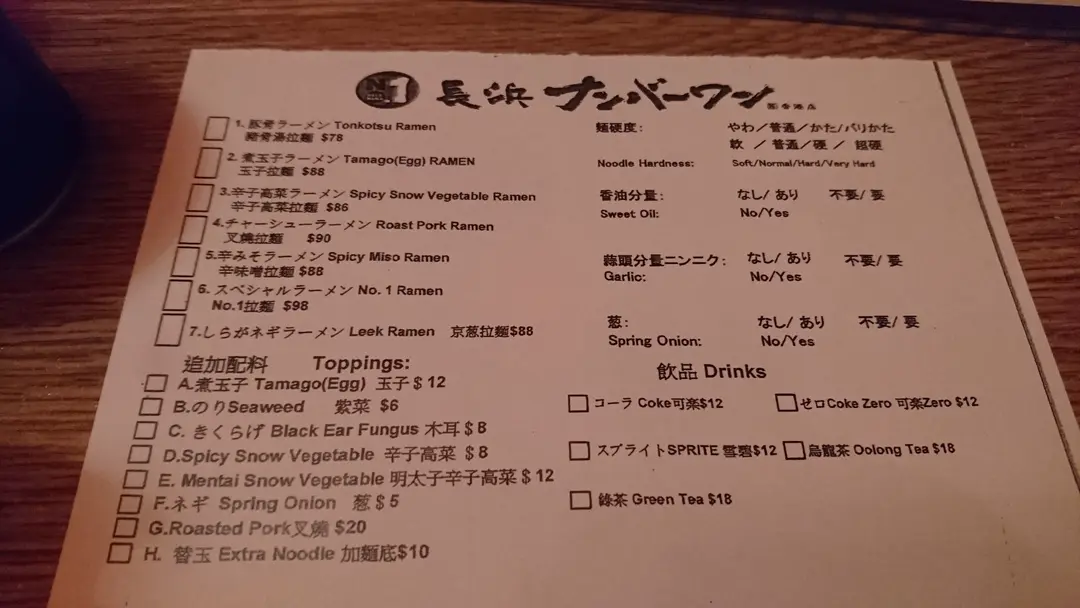 No1 長浜 ナンバーワン
1. 豚骨ラーメン Tonkotsu Ramen
豬骨湯拉麵 $78
2. 煮玉子ラーメン Tamago(Egg) RAMEN
玉子拉麵 $88
3.辛子高菜ラーメン Spicy Snow Vegetable Ramen
辛子高菜拉麵 $86
4.チャーシューラーメン Roast Pork Ramen
叉燒拉麵 $90
5.辛みそラーメン Spicy Miso Ramen
辛味噌拉麵 $88
6. スペシャルラーメン No. 1 Ramen
No.1拉麵 $98
7.しらがネギラーメン Leek Ramen 京葱拉麵$88
追加配料 Toppings:
A.煮玉子 Tamago(Egg) 玉子 $ 12
B.のりSeaweed 紫菜 $6
C. きくらげ Black Ear Fungus 木耳 $ 8
D.Spicy Snow Vegetable 辛子高菜 $ 8
E. Mentai Snow Vegetable 明太子辛子高菜 $ 12
F.ネギ Spring Onion 葱 $ 5
G.Roasted Pork叉燒 $20
H. 替玉 Extra Noodle 加麵底$10
麵硬度: やわ/普通/かた/バリかた
軟 / 普通/硬 / 超硬
Noodle Hardness: Soft/Normal/Hard/Very Hard
香油分量: なし/ あり 不要/ 要
Sweet Oil: No/Yes
蒜頭分量ニンニク: なし/ あり 不要/ 要
Garlic: No/Yes
葱: なし/ あり 不要/ 要
Spring Onion: No/Yes
飲品 Drinks
コーラ Coke可楽$12 ゼロCoke Zero 可楽Zero $12
スプライトSPRITE 雪碧$12 烏龍茶 Oolong Tea $18
綠茶 Green Tea $18